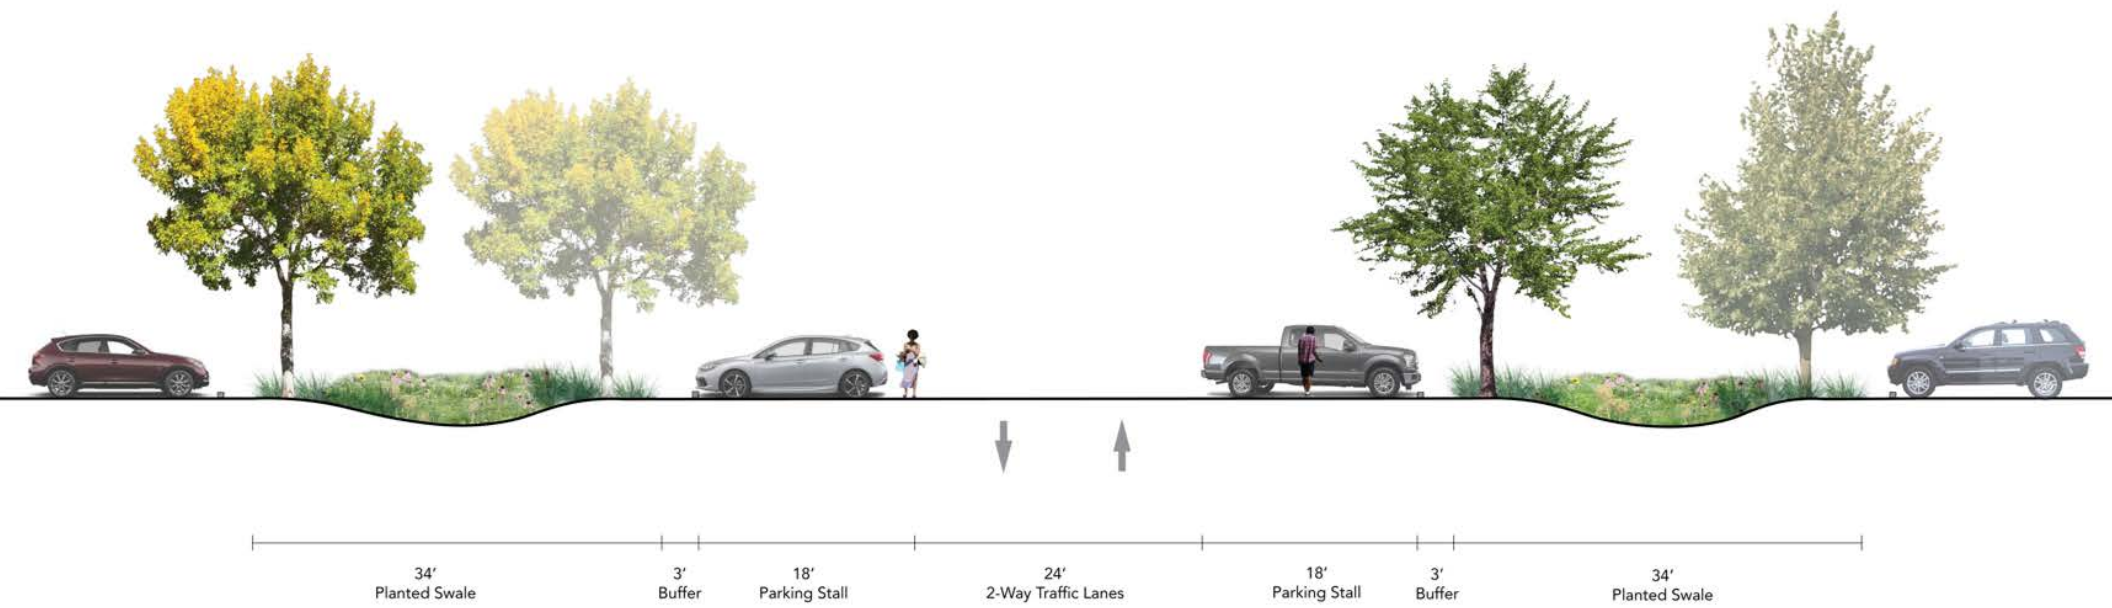 34’
Planted Swale
3’
Buffer
18’
Parking Stall
24’
2-Way Traffic Lanes
18’
Parking Stall
3’
Buffer
34’
Planted Swale